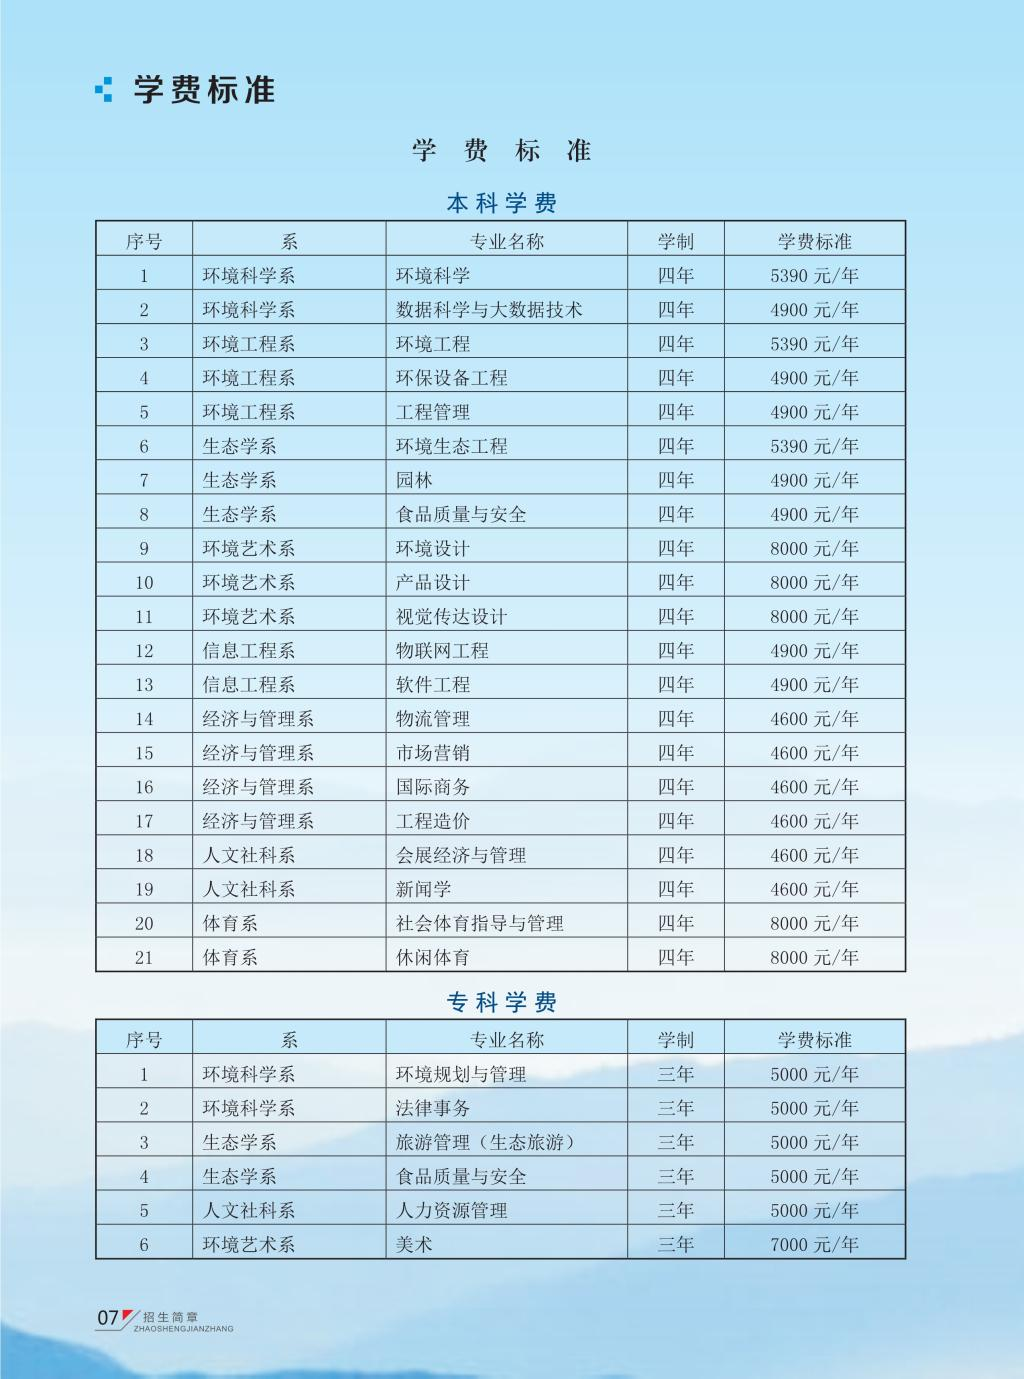 学费标准
学 费 标 准
本科学费
序号 系 专业名称 学制 学费标准
1 环境科学系 环境科学 四年 5390 元/年
2 环境科学系 数据科学与大数据技术 四年 4900 元/年
3 环境工程系 环境工程 四年 5390 元/年
4 环境工程系 环保设备工程 四年 4900 元/年
5 环境工程系 工程管理 四年 4900 元/年
6 生态学系 环境生态工程 四年 5390 元/年
7 生态学系 园林 四年 4900 元/年
8 生态学系 食品质量与安全 四年 4900 元/年
9 环境艺术系 环境设计 四年 8000 元/年
10 环境艺术系 产品设计 四年 8000 元/年
11 环境艺术系 视觉传达设计 四年 8000 元/年
12 信息工程系 物联网工程 四年 4900 元/年
13 信息工程系 软件工程 四年 4900 元/年
14 经济与管理系 物流管理 四年 4600 元/年
15 经济与管理系 市场营销 四年 4600 元/年
16 经济与管理系 国际商务 四年 4600 元/年
17 经济与管理系 工程造价 四年 4600 元/年
18 人文社科系 会展经济与管理 四年 4600 元/年
19 人文社科系 新闻学 四年 4600 元/年
20 体育系 社会体育指导与管理 四年 8000 元/年
21 体育系 休闲体育 四年 8000 元/年
专科学费
序号 系 专业名称 学制 学费标准
1 环境科学系 环境规划与管理 三年 5000 元/年
2 环境科学系 法律事务 三年 5000 元/年
3 生态学系 旅游管理（生态旅游） 三年 5000 元/年
4 生态学系 食品质量与安全 三年 5000 元/年
5 人文社科系 人力资源管理 三年 5000 元/年
6 环境艺术系 美术 三年 7000 元/年
07 招生简章
ZHAOSHENGJIANZHANG